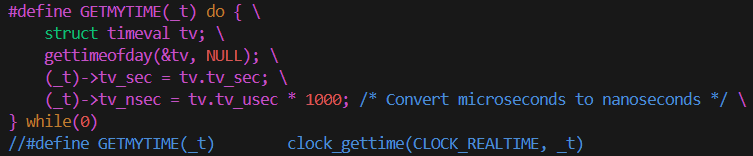 #define GETMYTIME(_t) do { \
struct timeval tv; \
gettimeofday(&tv, NULL); \
(_t)->tv_sec = tv.tv_sec; \
(_t)->tv_nsec = tv.tv_usec * 1000; /* Convert microseconds to nanoseconds */ \
} while(0)
//#define GETMYTIME(_t) clock_gettime(CLOCK_REALTIME, _t)